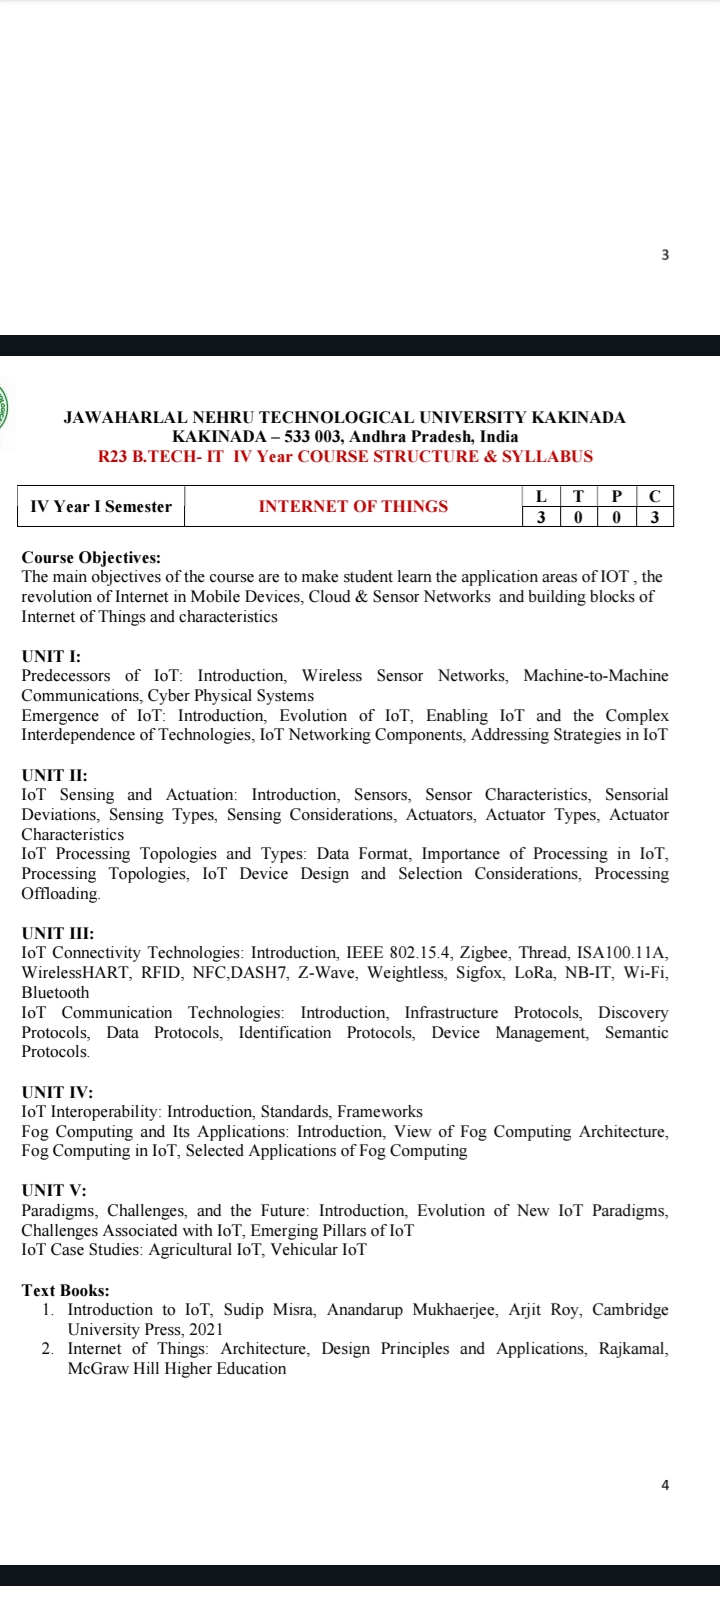 3
JAWAHARLAL NEHRU TECHNOLOGICAL UNIVERSITY KAKINADA
KAKINADA – 533 003, Andhra Pradesh, India
R23 B.TECH- IT IV Year COURSE STRUCTURE & SYLLABUS
IV Year I Semester INTERNET OF THINGS L T P C
3 0 0 3
Course Objectives:
The main objectives of the course are to make student learn the application areas of IOT , the
revolution of Internet in Mobile Devices, Cloud & Sensor Networks and building blocks of
Internet of Things and characteristics
UNIT I:
Predecessors of IoT: Introduction, Wireless Sensor Networks, Machine-to-Machine
Communications, Cyber Physical Systems
Emergence of IoT: Introduction, Evolution of IoT, Enabling IoT and the Complex
Interdependence of Technologies, IoT Networking Components, Addressing Strategies in IoT
UNIT II:
IoT Sensing and Actuation: Introduction, Sensors, Sensor Characteristics, Sensorial
Deviations, Sensing Types, Sensing Considerations, Actuators, Actuator Types, Actuator
Characteristics
IoT Processing Topologies and Types: Data Format, Importance of Processing in IoT,
Processing Topologies, IoT Device Design and Selection Considerations, Processing
Offloading.
UNIT III:
IoT Connectivity Technologies: Introduction, IEEE 802.15.4, Zigbee, Thread, ISA100.11A,
WirelessHART, RFID, NFC,DASH7, Z-Wave, Weightless, Sigfox, LoRa, NB-IT, Wi-Fi,
Bluetooth
IoT Communication Technologies: Introduction, Infrastructure Protocols, Discovery
Protocols, Data Protocols, Identification Protocols, Device Management, Semantic
Protocols.
UNIT IV:
IoT Interoperability: Introduction, Standards, Frameworks
Fog Computing and Its Applications: Introduction, View of Fog Computing Architecture,
Fog Computing in IoT, Selected Applications of Fog Computing
UNIT V:
Paradigms, Challenges, and the Future: Introduction, Evolution of New IoT Paradigms,
Challenges Associated with IoT, Emerging Pillars of IoT
IoT Case Studies: Agricultural IoT, Vehicular IoT
Text Books:
1. Introduction to IoT, Sudip Misra, Anandarup Mukhaerjee, Arjit Roy, Cambridge
University Press, 2021
2. Internet of Things: Architecture, Design Principles and Applications, Rajkamal,
McGraw Hill Higher Education
4